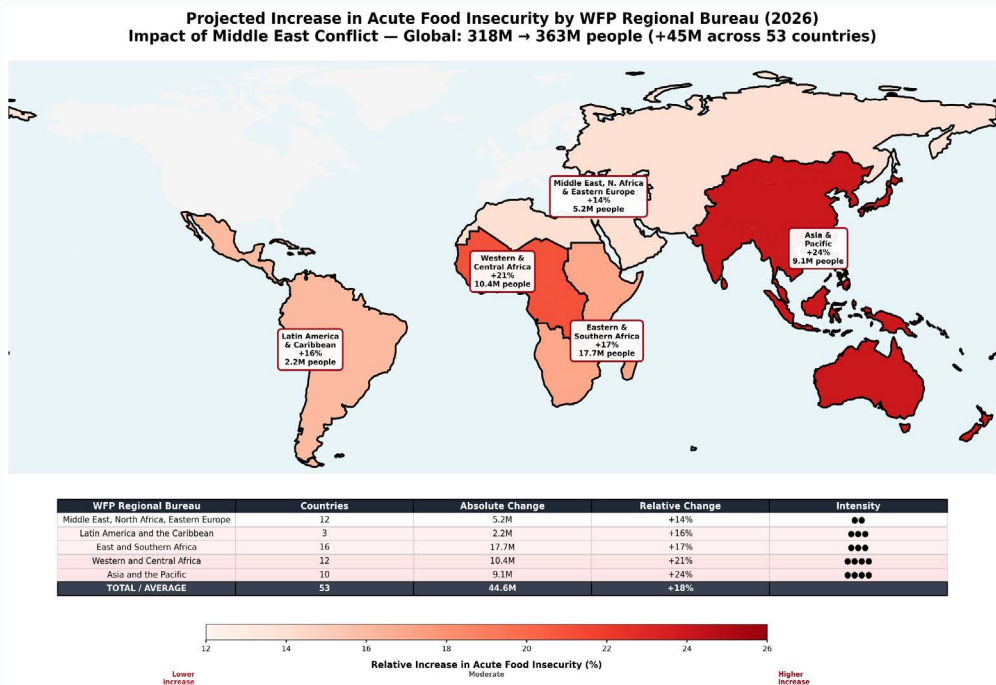 Projected Increase in Acute Food Insecurity by WFP Regional Bureau (2026)
Impact of Middle East Conflict — Global: 318M → 363M people (+45M across 53 countries)
Middle East, N. Africa
& Eastern Europe
+14%
5.2M people
Asia &
Pacific
+24%
9.1M people
Western &
Central Africa
+21%
10.4M people
Eastern &
Southern Africa
+17%
17.7M people
Latin America
& Caribbean
+16%
2.2M people
WFP Regional Bureau Countries Absolute Change Relative Change Intensity
Middle East, North Africa, Eastern Europe 12 5.2M +14% ●●
Latin America and the Caribbean 3 2.2M +16% ●●●
East and Southern Africa 16 17.7M +17% ●●●
Western and Central Africa 12 10.4M +21% ●●●●
Asia and the Pacific 10 9.1M +24% ●●●●
TOTAL / AVERAGE 53 44.6M +18%
12 14 16 18 20 22 24 26
Relative Increase in Acute Food Insecurity (%)
Lower
increase
Moderate
Higher
increase